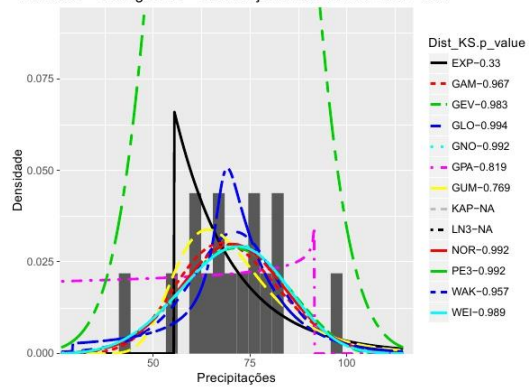 0.075
0.050
0.025
0.000
Densidade
50
75
100
Precipitações
Dist_KS.p_value
EXP−0.33
GAM−0.967
GEV−0.983
GLO−0.994
GNO−0.992
GPA−0.819
GUM−0.769
KAP−NA
LN3−NA
NOR−0.992
PE3−0.992
WAK−0.957
WEI−0.989